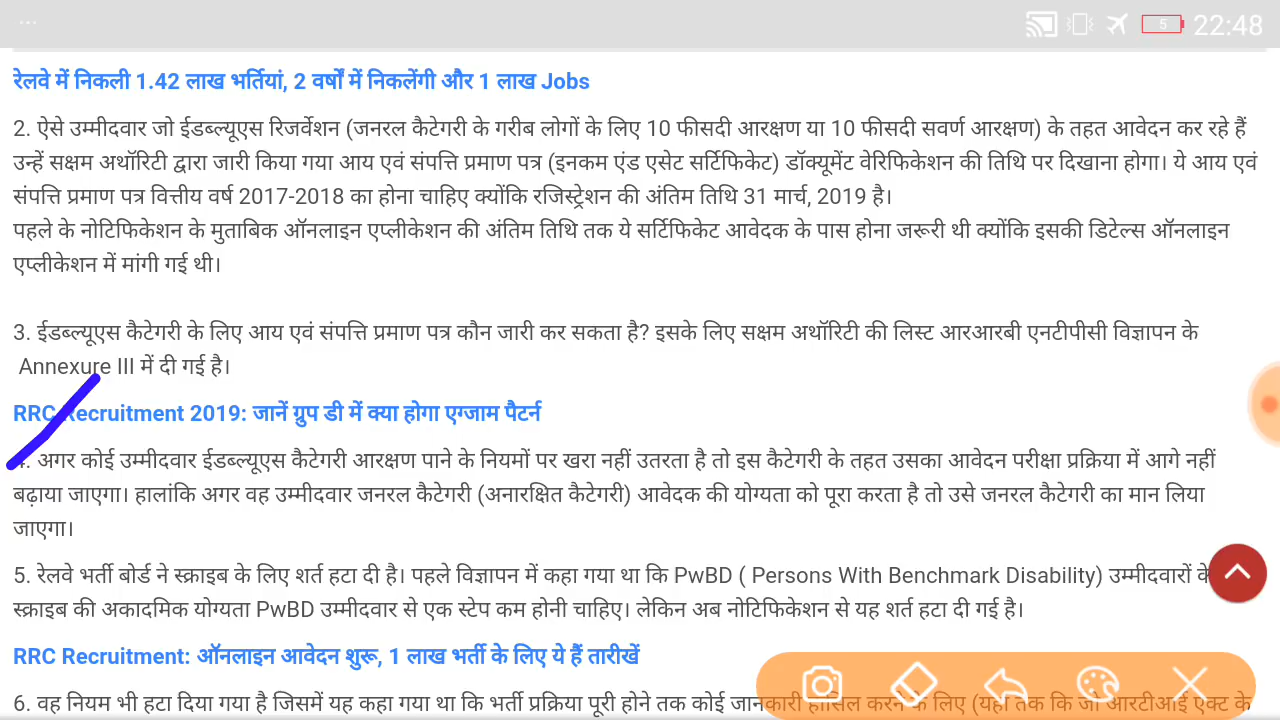 5
22:48
रेलवे में निकली 1.42 लाख भर्तियां, 2 वर्षों में निकलेंगी और 1 लाख Jobs
2. ऐसे उम्मीदवार जो ईडब्ल्यूएस रिजर्वेशन (जनरल कैटेगरी के गरीब लोगों के लिए 10 फीसदी आरक्षण या 10 फीसदी सवर्ण आरक्षण) के तहत आवेदन कर रहे हैं
उन्हें सक्षम अथॉरिटी द्वारा जारी किया गया आय एवं संपत्ति प्रमाण पत्र (इनकम एंड एसेट सर्टिफिकेट) डॉक्यूमेंट वेरिफिकेशन की तिथि पर दिखाना होगा। ये आय एवं
संपत्ति प्रमाण पत्र वित्तीय वर्ष 2017-2018 का होना चाहिए क्योंकि रजिस्ट्रेशन की अंतिम तिथि 31 मार्च, 2019 है।
पहले के नोटिफिकेशन के मुताबिक ऑनलाइन एप्लीकेशन की अंतिम तिथि तक ये सर्टिफिकेट आवेदक के पास होना जरूरी थी क्योंकि इसकी डिटेल्स ऑनलाइन
एप्लीकेशन में मांगी गई थी।
3. ईडब्ल्यूएस कैटेगरी के लिए आय एवं संपत्ति प्रमाण पत्र कौन जारी कर सकता है? इसके लिए सक्षम अथॉरिटी की लिस्ट आरआरबी एनटीपीसी विज्ञापन के
Annexure III में दी गई है।
RRC Recruitment 2019: जानें ग्रुप डी में क्या होगा एग्जाम पैटर्न
4. अगर कोई उम्मीदवार ईडब्ल्यूएस कैटेगरी आरक्षण पाने के नियमों पर खरा नहीं उतरता है तो इस कैटेगरी के तहत उसका आवेदन परीक्षा प्रक्रिया में आगे नहीं
बढ़ाया जाएगा। हालांकि अगर वह उम्मीदवार जनरल कैटेगरी (अनारक्षित कैटेगरी) आवेदक की योग्यता को पूरा करता है तो उसे जनरल कैटेगरी का मान लिया
जाएगा।
5. रेलवे भर्ती बोर्ड ने स्क्राइब के लिए शर्त हटा दी है। पहले विज्ञापन में कहा गया था कि PwBD ( Persons With Benchmark Disability) उम्मीदवारों के
स्क्राइब की अकादमिक योग्यता PwBD उम्मीदवार से एक स्टेप कम होनी चाहिए। लेकिन अब नोटिफिकेशन से यह शर्त हटा दी गई है।
RRC Recruitment: ऑनलाइन आवेदन शुरू, 1 लाख भर्ती के लिए ये हैं तारीखें
6. वह नियम भी हटा दिया गया है जिसमें यह कहा गया था कि भर्ती प्रक्रिया पूरी होने तक कोई जानकारी हासिल करने के लिए (यहां तक कि जो आरटीआई एक्ट के